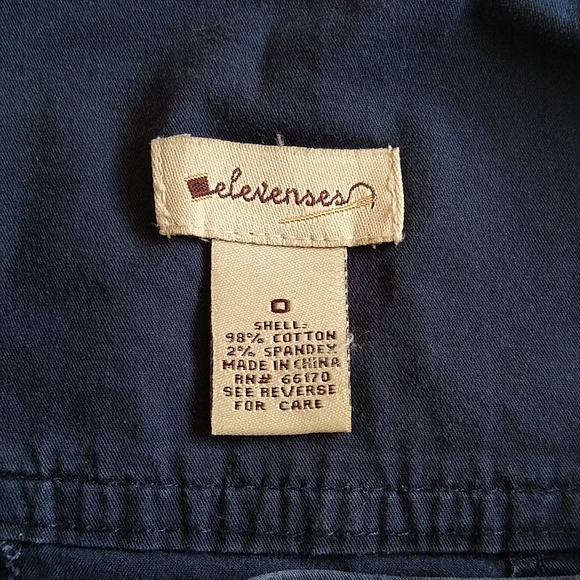 elevenses
0
SHELL:
98% COTTON
2% SPANDEX
MADE IN CHINA
RN# 66170
SEE REVERSE
FOR CARE